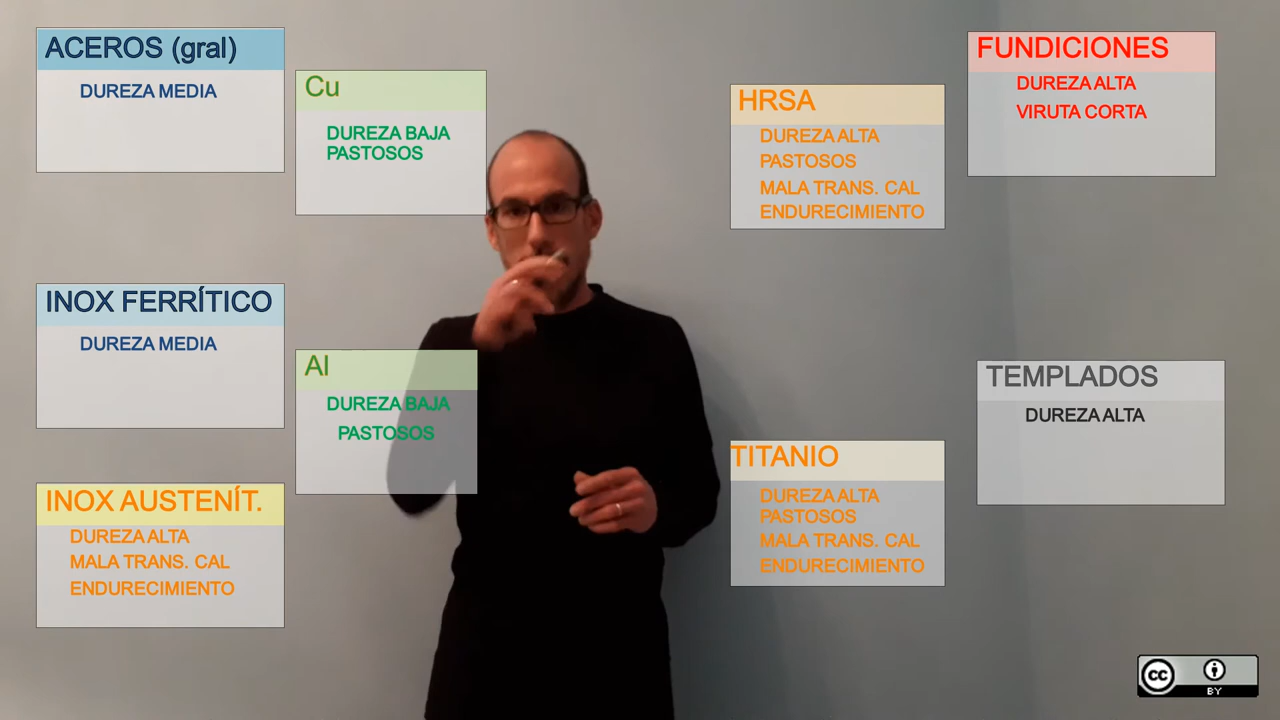 ACEROS (gral)
DUREZA MEDIA
Cu
DUREZA BAJA
PASTOSOS
HRSA
DUREZA ALTA
PASTOSOS
MALA TRANS. CAL
ENDURECIMIENTO
FUNDICIONES
DUREZA ALTA
VIRUTA CORTA
INOX FERRÍTICO
DUREZA MEDIA
Al
DUREZA BAJA
PASTOSOS
TEMPLADOS
DUREZA ALTA
INOX AUSTENÍT.
DUREZA ALTA
MALA TRANS. CAL
ENDURECIMIENTO
TITANIO
DUREZA ALTA
PASTOSOS
MALA TRANS. CAL
ENDURECIMIENTO
cc
BY